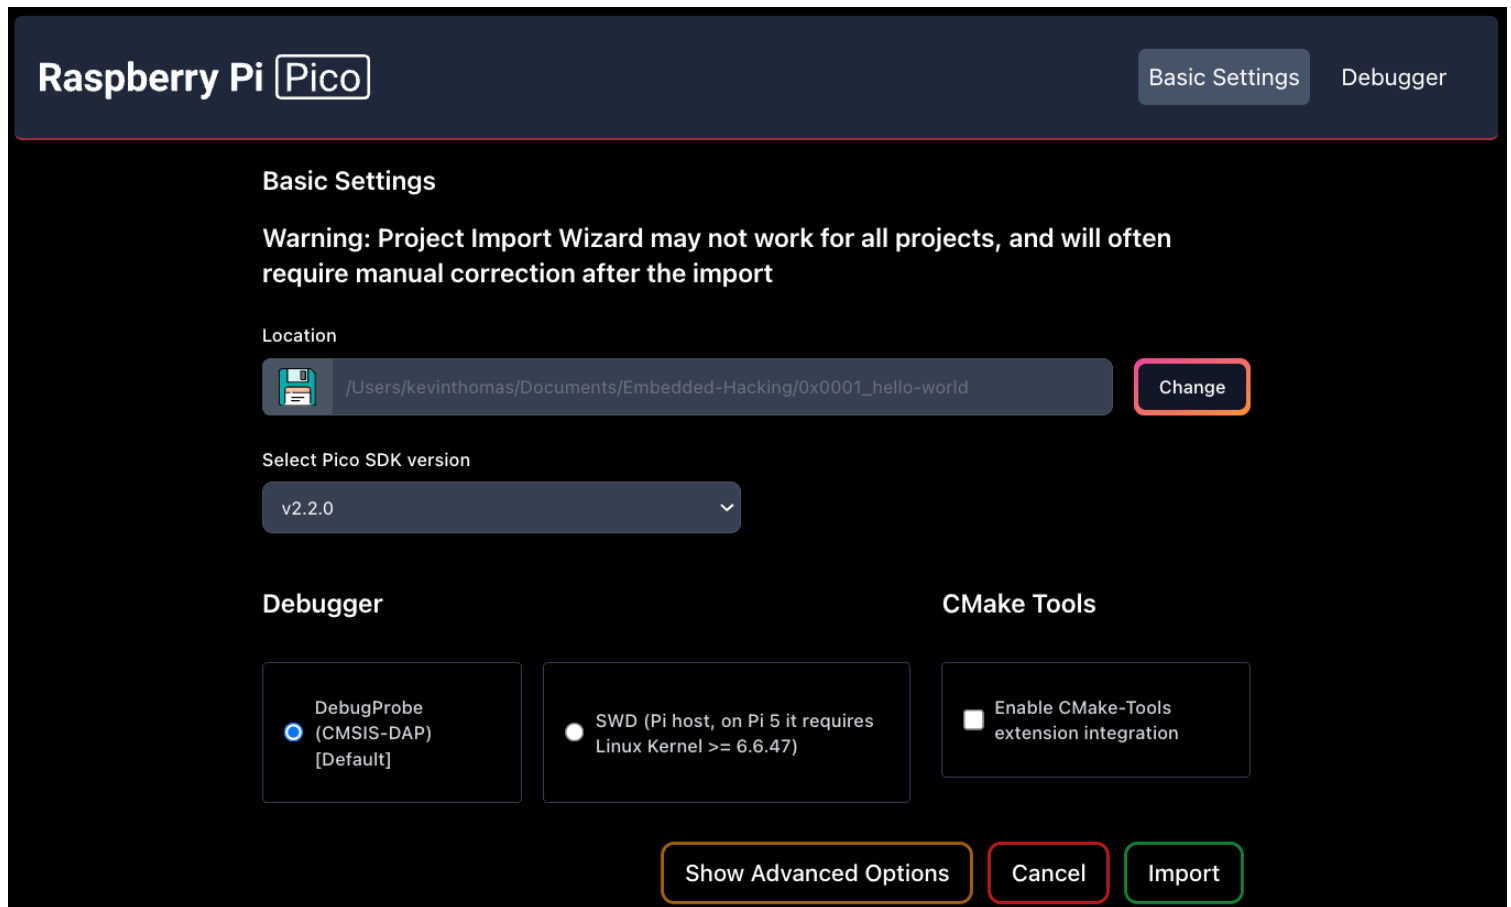 Raspberry Pi Pico
Basic Settings
Debugger
Basic Settings
Warning: Project Import Wizard may not work for all projects, and will often
require manual correction after the import
Location
/Users/kevinthomas/Documents/Embedded-Hacking/0x0001_hello-world
Change
Select Pico SDK version
v2.2.0
Debugger
CMake Tools
DebugProbe
(CMSIS-DAP)
[Default]
SWD (Pi host, on Pi 5 it requires
Linux Kernel >= 6.6.47)
Enable CMake-Tools
extension integration
Show Advanced Options
Cancel
Import